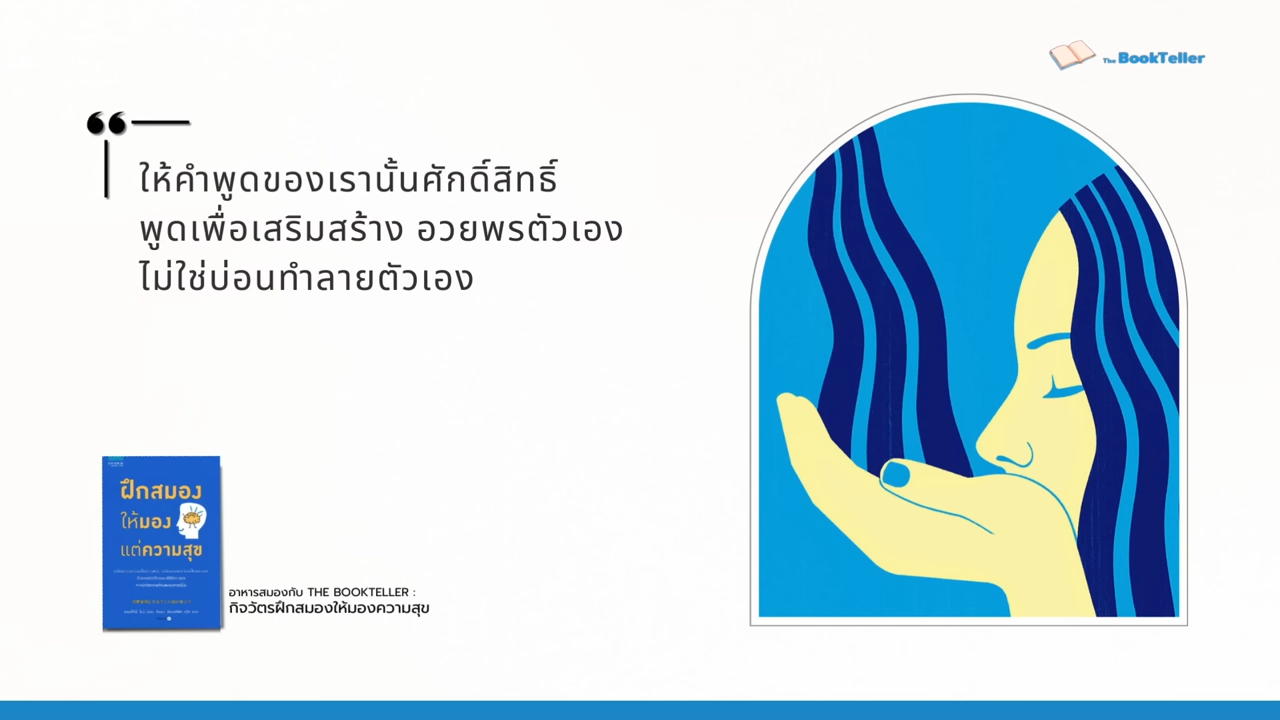 The BookTeller
ให้คำพูดของเรานั้นศักดิ์สิทธิ์
พูดเพื่อเสริมสร้าง อวยพรตัวเอง
ไม่ใช่บ่อนทำลายตัวเอง
ฝึกสมอง
ให้มอง
แต่ความสุข
อาหารสมองกับ THE BOOKTELLER :
กิจวัตรฝึกสมองให้มองความสุข